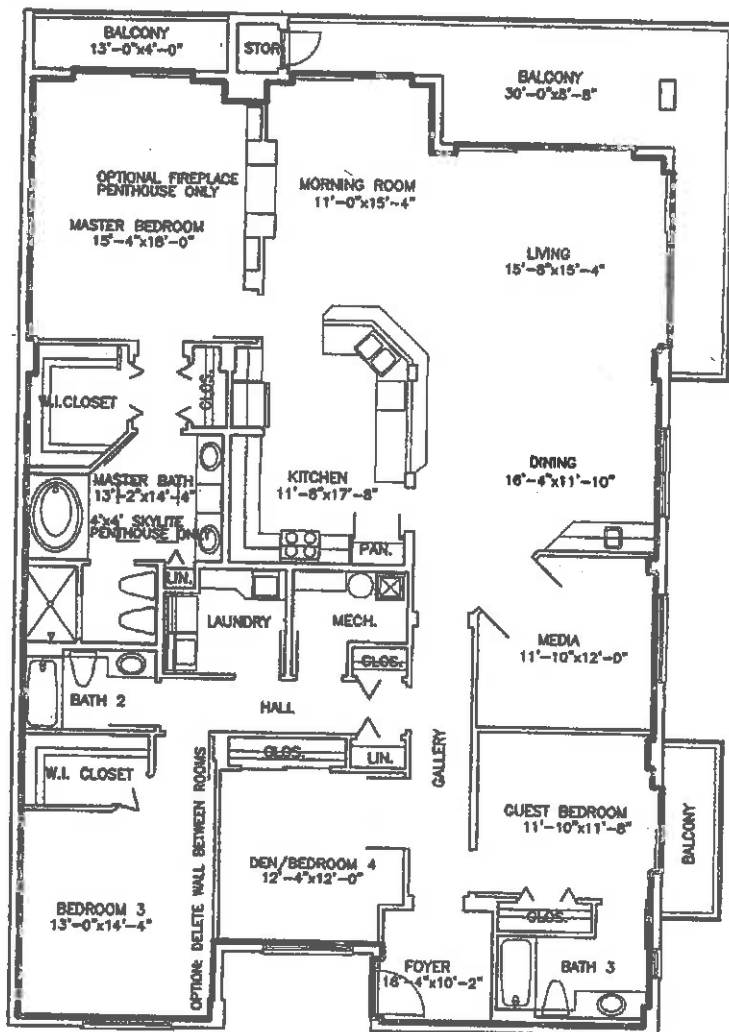 BALCONY
13'-0"x4'-0"
STOR
BALCONY
30'-0"x8'-8"
OPTIONAL FIREPLACE
PENTHOUSE ONLY
MASTER BEDROOM
15'-4"x18'-0"
MORNING ROOM
11'-0"x15'-4"
LIVING
15'-8"x15'-4"
W.I.CLOSET
CLOS.
MASTER BATH
13'-2"x14'-4"
4'x4' SKYLITE
PENTHOUSE ONLY
KITCHEN
11'-8"x17'-8"
DINING
16'-4"x11'-10"
PAN.
LIN.
LAUNDRY
MECH.
CLOS.
MEDIA
11'-10"x12'-0"
BATH 2
HALL
CLOS.
LIN.
GALLERY
W.I. CLOSET
OPTION: DELETE WALL BETWEEN ROOMS
GUEST BEDROOM
11'-10"x11'-8"
BALCONY
DEN/BEDROOM 4
12'-4"x12'-0"
BEDROOM 3
13'-0"x14'-4"
CLOS.
FOYER
16'-4"x10'-2"
BATH 3